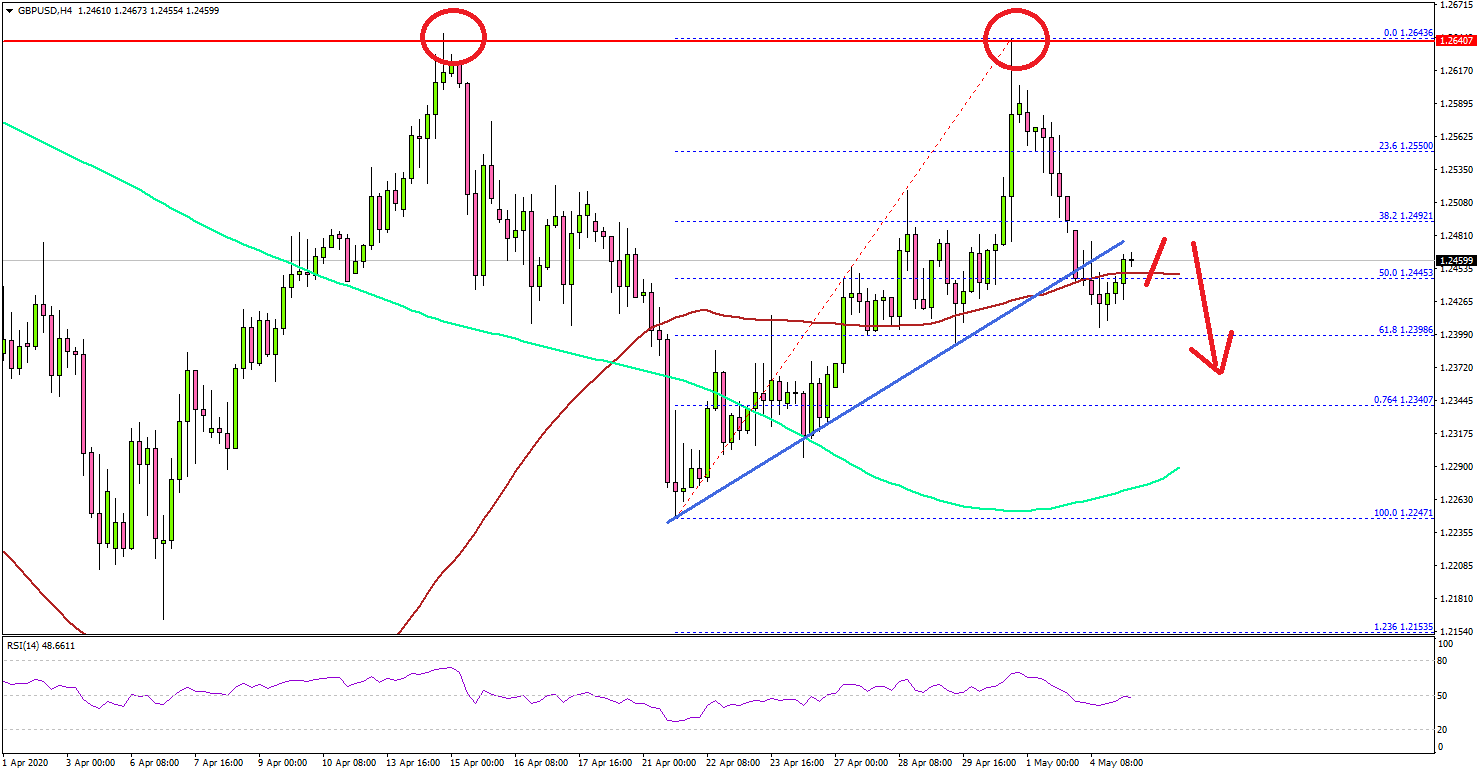 GBPUSD,H4 1.24610 1.24673 1.24554 1.24599
1.26715
0.0 1.26436
1.26407
1.26170
1.25895
1.25625
23.6 1.25500
1.25350
1.25080
38.2 1.24921
1.24810
1.24599
1.24535
50.0 1.24453
1.24265
61.8 1.23986
1.23990
1.23720
0.764 1.23407
1.23445
1.23175
1.22900
1.22630
100.0 1.22471
1.22355
1.22085
1.21810
1.236 1.21535
1.21540
RSI(14) 48.6611
100
80
50
20
0
1 Apr 2020
3 Apr 00:00
6 Apr 08:00
7 Apr 16:00
9 Apr 00:00
10 Apr 08:00
13 Apr 16:00
15 Apr 00:00
16 Apr 08:00
17 Apr 16:00
21 Apr 00:00
22 Apr 08:00
23 Apr 16:00
27 Apr 00:00
28 Apr 08:00
29 Apr 16:00
1 May 00:00
4 May 08:00